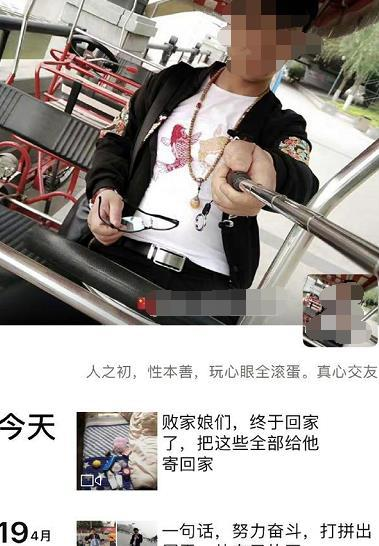 人之初，性本善，玩心眼全滚蛋。真心交友
今天
败家娘们，终于回家
了，把这些全部给他
寄回家
19 4月
一句话，努力奋斗，打拼出